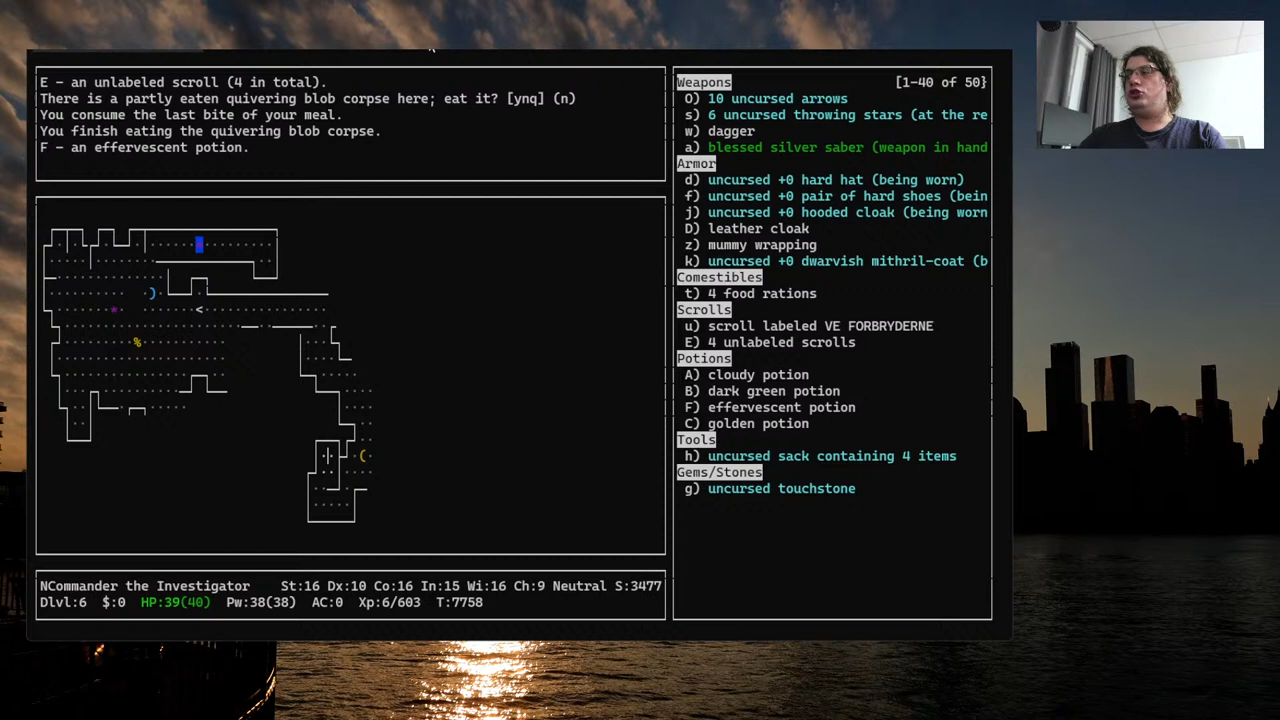 E - an unlabeled scroll (4 in total).
There is a partly eaten quivering blob corpse here; eat it? [ynq] (n)
You consume the last bite of your meal.
You finish eating the quivering blob corpse.
F - an effervescent potion.
Weapons [1-40 of 50}
O) 10 uncursed arrows
s) 6 uncursed throwing stars (at the re
w) dagger
a) blessed silver saber (weapon in hand
Armor
d) uncursed +0 hard hat (being worn)
f) uncursed +0 pair of hard shoes (bein
j) uncursed +0 hooded cloak (being worn
D) leather cloak
z) mummy wrapping
k) uncursed +0 dwarvish mithril-coat (b
Comestibles
t) 4 food rations
Scrolls
u) scroll labeled VE FORBRYDERNE
E) 4 unlabeled scrolls
Potions
A) cloudy potion
B) dark green potion
F) effervescent potion
C) golden potion
Tools
h) uncursed sack containing 4 items
Gems/Stones
g) uncursed touchstone
NCommander the Investigator St:16 Dx:10 Co:16 In:15 Wi:16 Ch:9 Neutral S:3477
Dlvl:6 $:0 HP:39(40) Pw:38(38) AC:0 Xp:6/603 T:7758